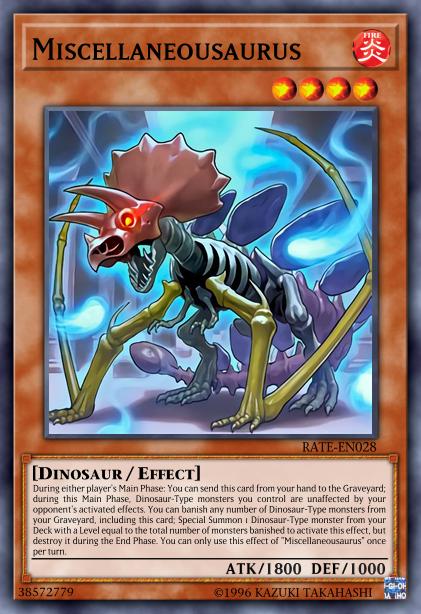 Miscellaneousaurus
FIRE
炎
RATE-EN028
[Dinosaur / Effect]
During either player's Main Phase: You can send this card from your hand to the Graveyard;
during this Main Phase, Dinosaur-Type monsters you control are unaffected by your
opponent's activated effects. You can banish any number of Dinosaur-Type monsters from
your Graveyard, including this card; Special Summon 1 Dinosaur-Type monster from your
Deck with a Level equal to the total number of monsters banished to activate this effect, but
destroy it during the End Phase. You can only use this effect of "Miscellaneousaurus" once
per turn.
ATK/1800 DEF/1000
38572779
©1996 KAZUKI TAKAHASHI